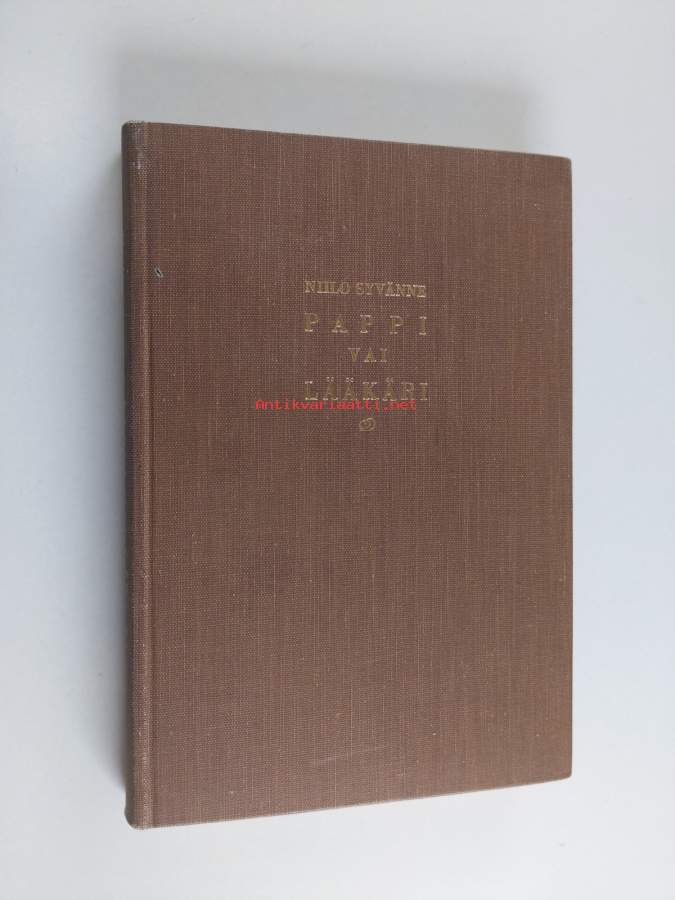 NIILO SYVÄNNE
PAPPI
VAI
LÄÄKÄRI
Antikvariaatti.net